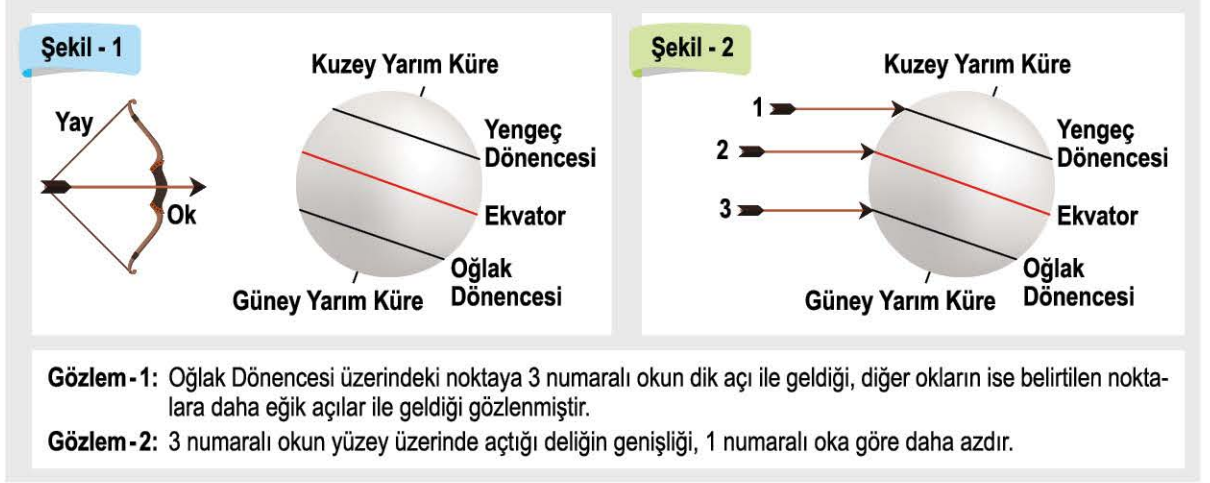 Şekil - 1
Kuzey Yarım Küre
Yay
Ok
Yengeç
Dönencesi
Ekvator
Oğlak
Dönencesi
Güney Yarım Küre
Şekil - 2
Kuzey Yarım Küre
1
2
3
Yengeç
Dönencesi
Ekvator
Oğlak
Dönencesi
Güney Yarım Küre
Gözlem-1: Oğlak Dönencesi üzerindeki noktaya 3 numaralı okun dik açı ile geldiği, diğer okların ise belirtilen nokta-
lara daha eğik açılar ile geldiği gözlenmiştir.
Gözlem-2: 3 numaralı okun yüzey üzerinde açtığı deliğin genişliği, 1 numaralı oka göre daha azdır.